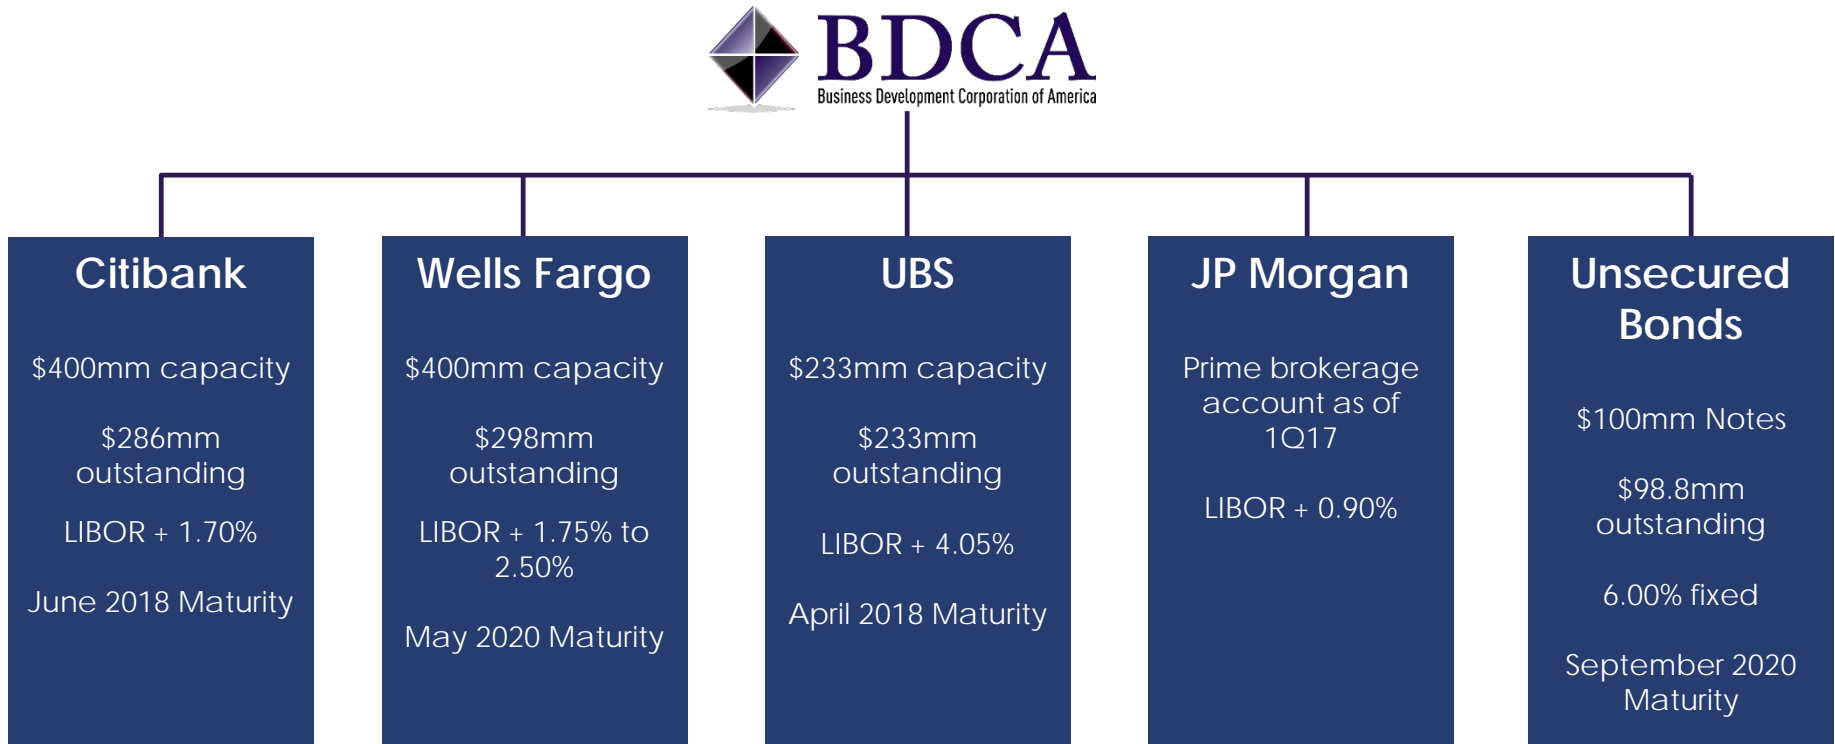 BDCA
Business Development Corporation of America
Citibank
$400mm capacity
$286mm
outstanding
LIBOR + 1.70%
June 2018 Maturity
Wells Fargo
$400mm capacity
$298mm
outstanding
LIBOR + 1.75% to
2.50%
May 2020 Maturity
UBS
$233mm capacity
$233mm
outstanding
LIBOR + 4.05%
April 2018 Maturity
JP Morgan
Prime brokerage
account as of
1Q17
LIBOR + 0.90%
Unsecured
Bonds
$100mm Notes
$98.8mm
outstanding
6.00% fixed
September 2020
Maturity